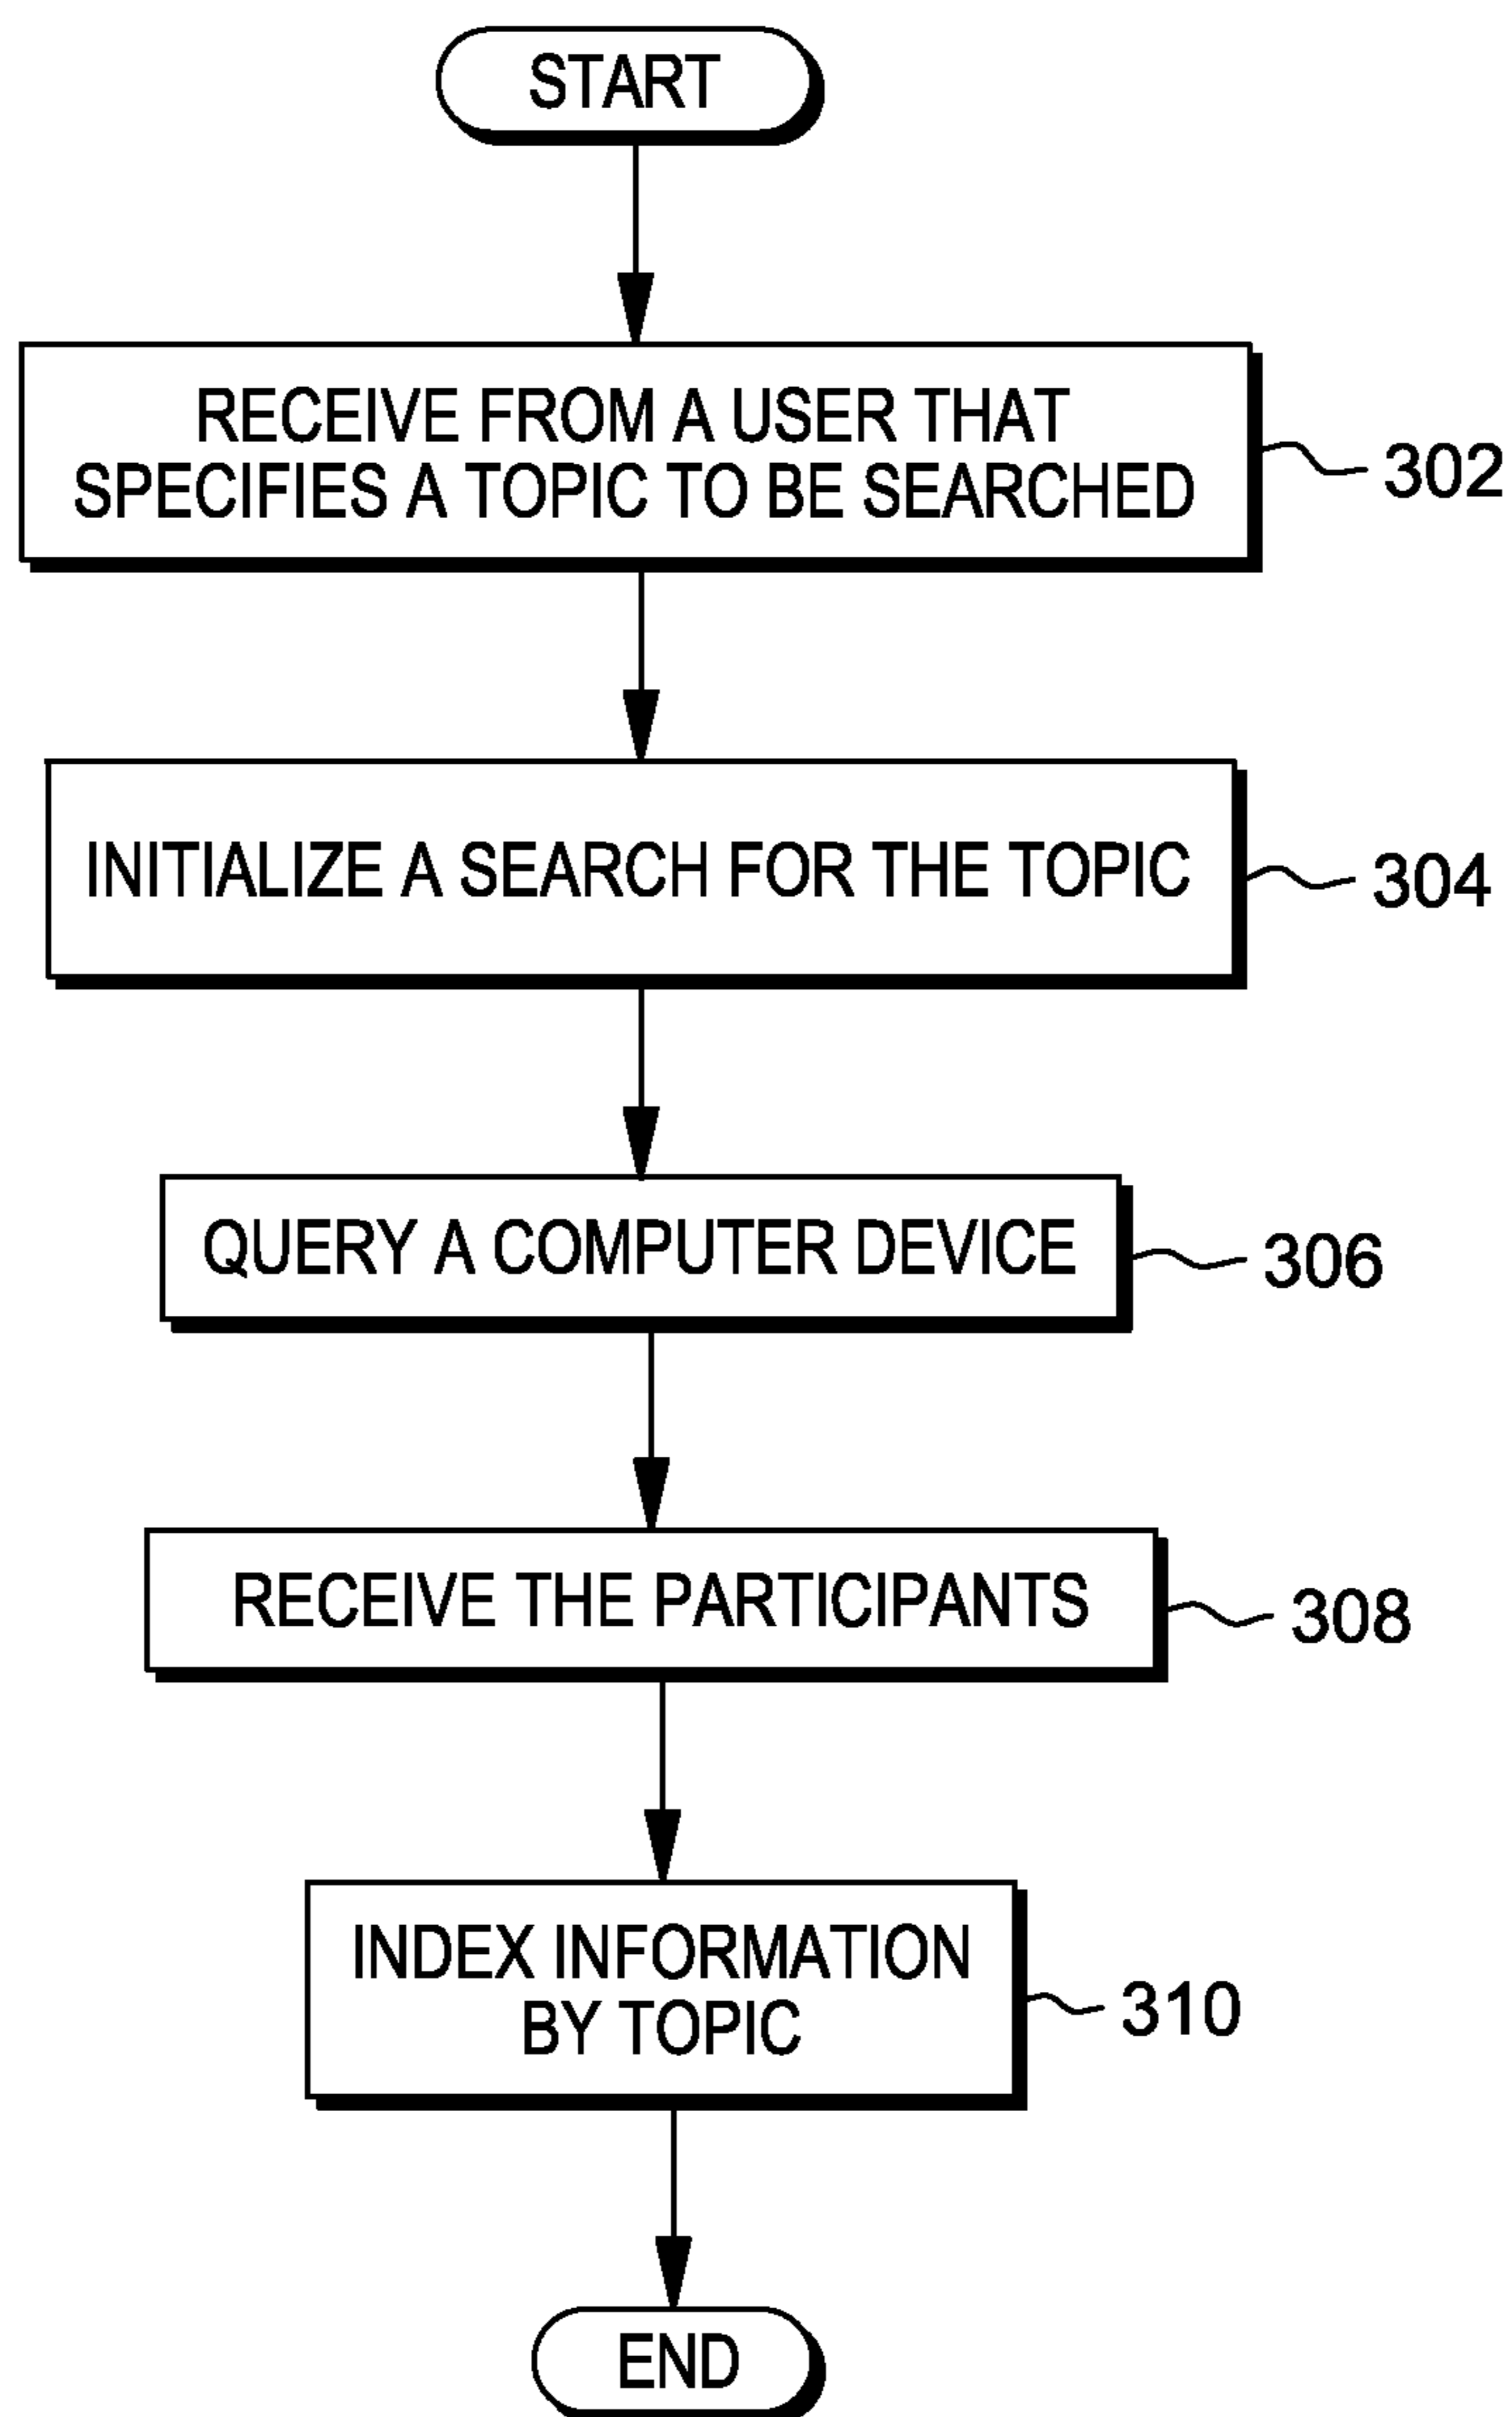 START
RECEIVE FROM A USER THAT
SPECIFIES A TOPIC TO BE SEARCHED
302
INITIALIZE A SEARCH FOR THE TOPIC
304
QUERY A COMPUTER DEVICE
306
RECEIVE THE PARTICIPANTS
308
INDEX INFORMATION
BY TOPIC
310
END